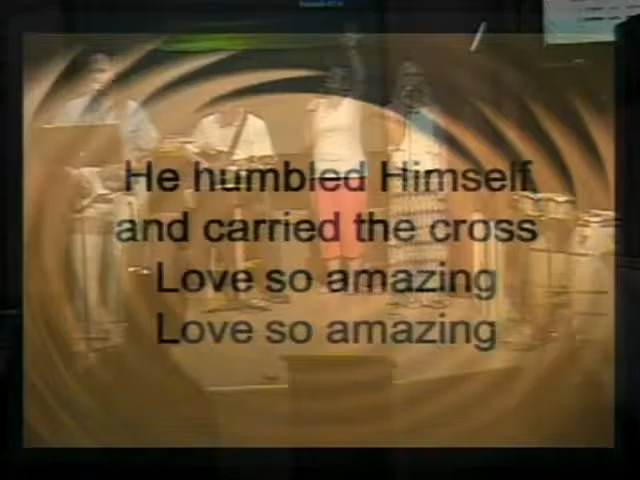 He humbled Himself
and carried the cross
Love so amazing
Love so amazing